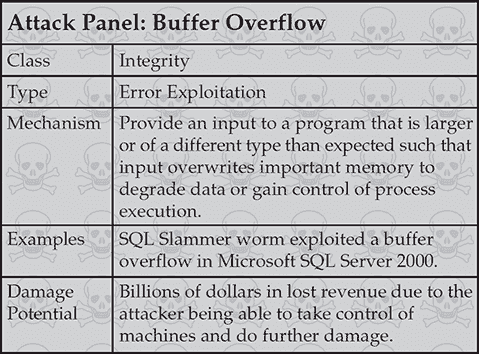 Attack Panel: Buffer Overflow
Class Integrity
Type Error Exploitation
Mechanism Provide an input to a program that is larger
or of a different type than expected such that
input overwrites important memory to
degrade data or gain control of process
execution.
Examples SQL Slammer worm exploited a buffer
overflow in Microsoft SQL Server 2000.
Damage Billions of dollars in lost revenue due to the
Potential attacker being able to take control of
machines and do further damage.